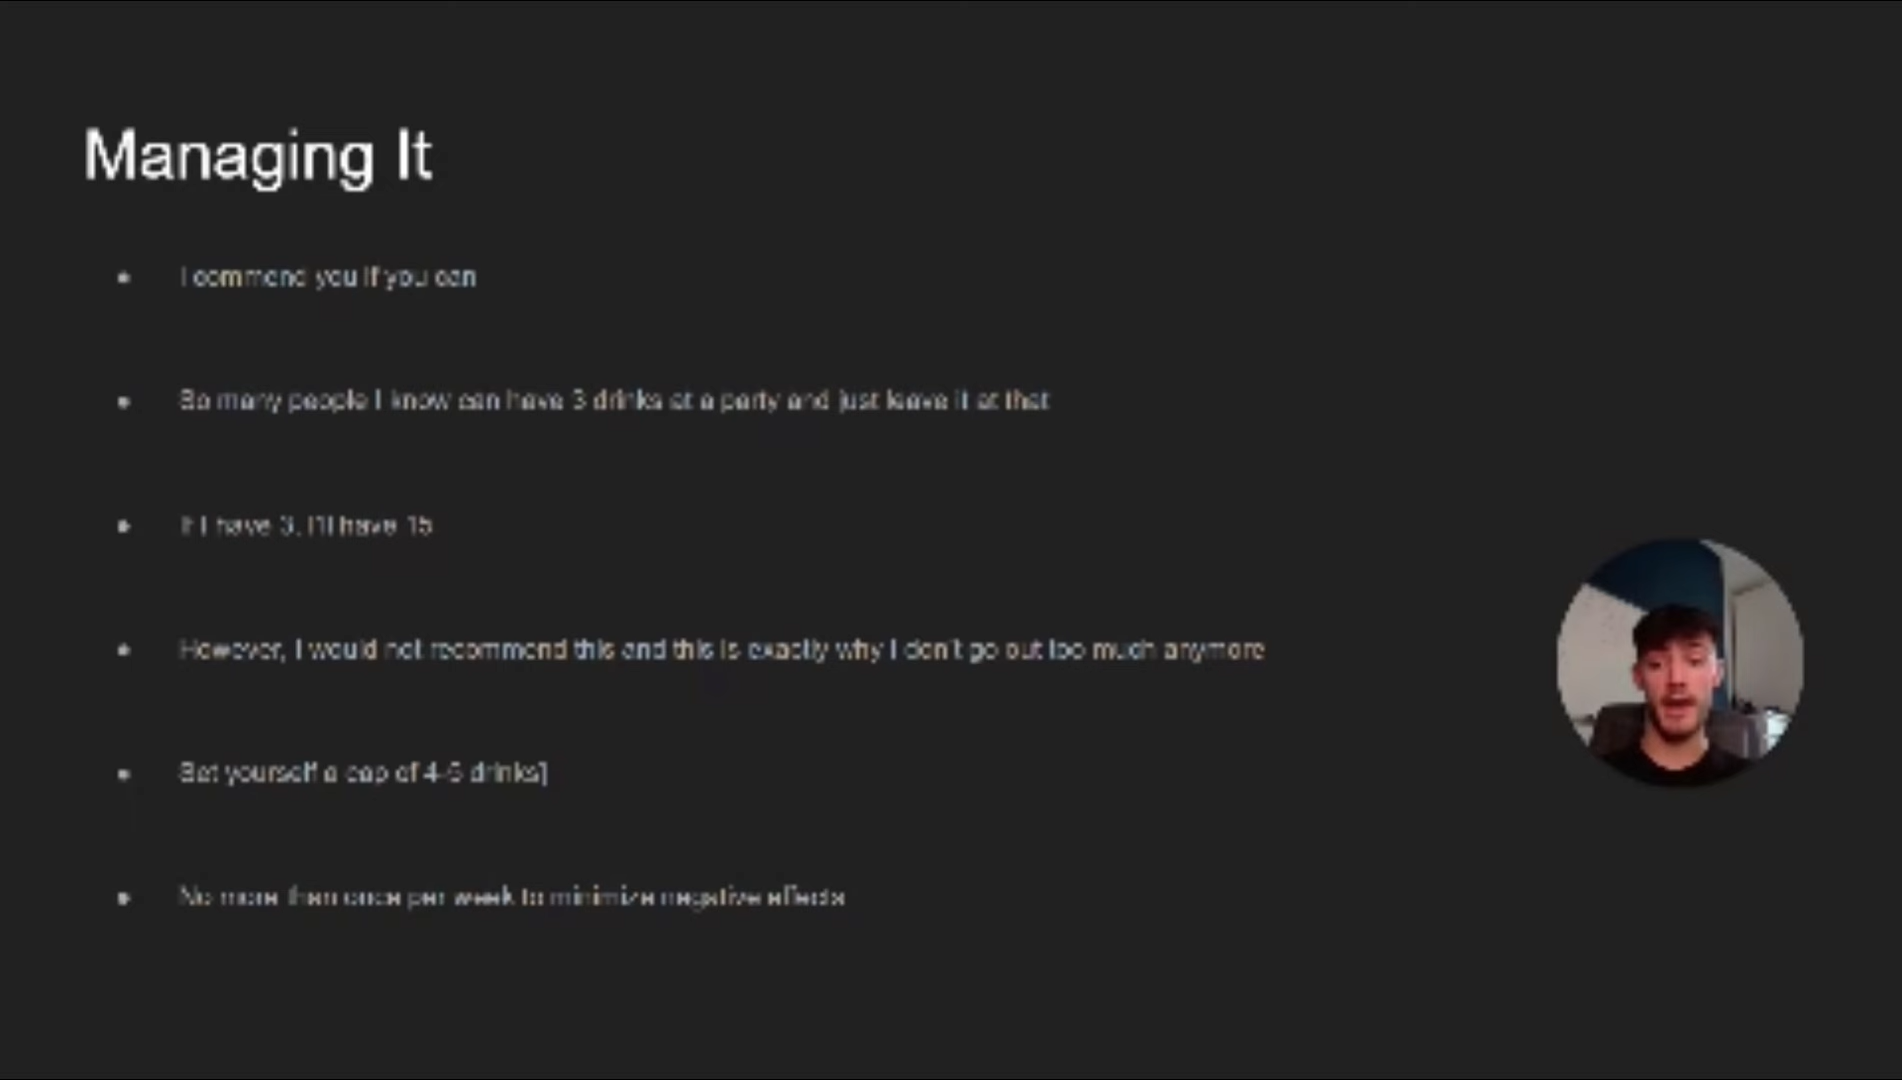 Managing It
I commend you if you can
So many people I know can have 3 drinks at a party and just leave it at that
If I have 3, I'll have 15
However, I would not recommend this and this is exactly why I don't go out too much anymore
Set yourself a cap of 4-5 drinks]
No more than once per week to minimize negative effects